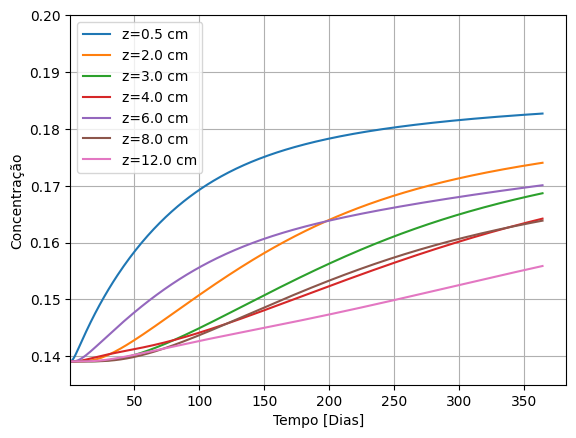 0.20
0.19
0.18
0.17
0.16
0.15
0.14
Concentração
z=0.5 cm
z=2.0 cm
z=3.0 cm
z=4.0 cm
z=6.0 cm
z=8.0 cm
z=12.0 cm
50 100 150 200 250 300 350
Tempo [Dias]